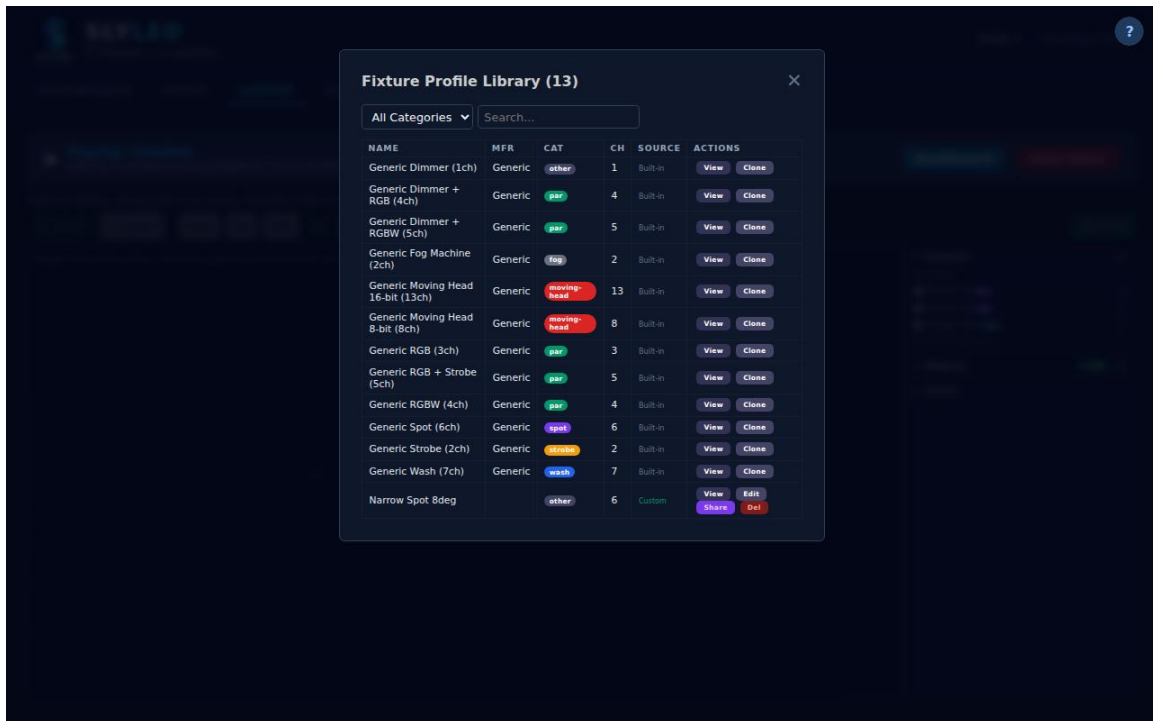 ?
Fixture Profile Library (13)
✕
All Categories
Search...
NAME MFR CAT CH SOURCE ACTIONS
Generic Dimmer (1ch) Generic other 1 Built-in View Clone
Generic Dimmer +
RGB (4ch) Generic par 4 Built-in View Clone
Generic Dimmer +
RGBW (5ch) Generic par 5 Built-in View Clone
Generic Fog Machine
(2ch) Generic fog 2 Built-in View Clone
Generic Moving Head
16-bit (13ch) Generic moving-
head 13 Built-in View Clone
Generic Moving Head
8-bit (8ch) Generic moving-
head 8 Built-in View Clone
Generic RGB (3ch) Generic par 3 Built-in View Clone
Generic RGB + Strobe
(5ch) Generic par 5 Built-in View Clone
Generic RGBW (4ch) Generic par 4 Built-in View Clone
Generic Spot (6ch) Generic spot 6 Built-in View Clone
Generic Strobe (2ch) Generic strobe 2 Built-in View Clone
Generic Wash (7ch) Generic wash 7 Built-in View Clone
Narrow Spot 8deg other 6 Custom View Edit
Share Del